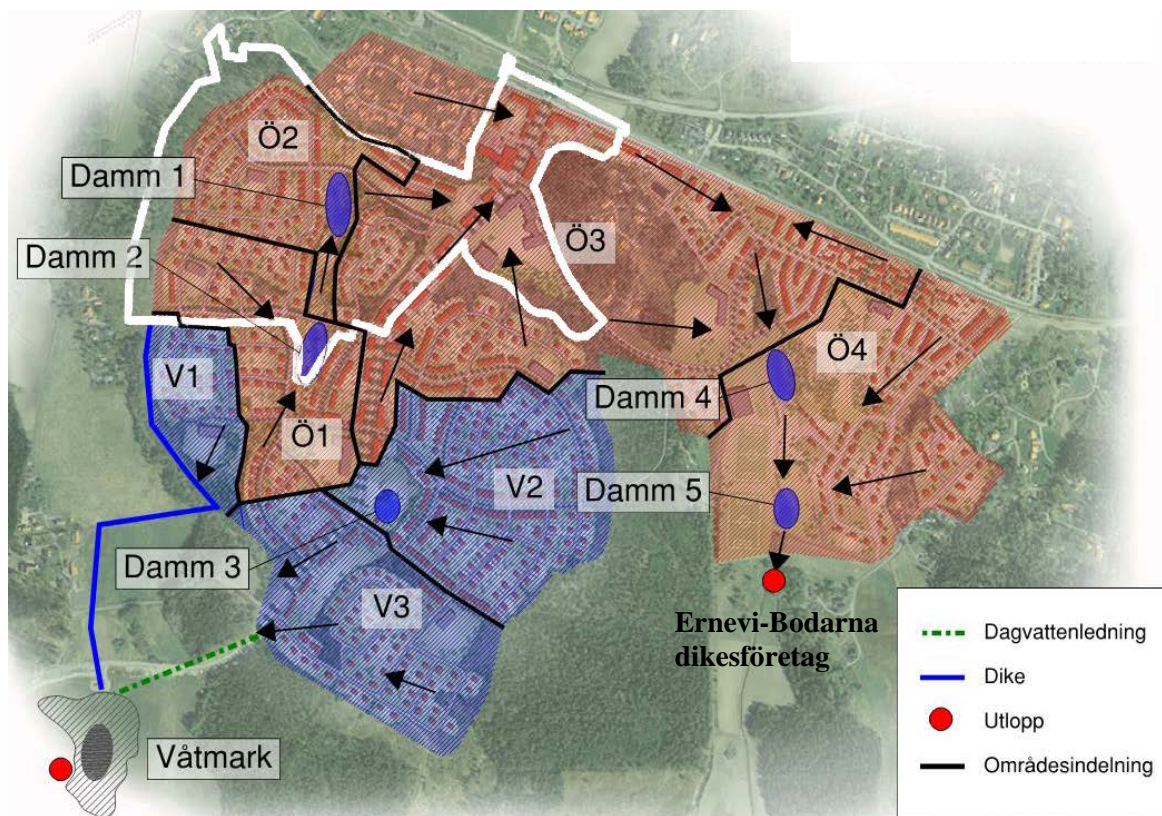 Ö2
Damm 1
Ö3
Damm 2
V1
Ö4
Damm 4
Ö1
V2
Damm 5
Damm 3
V3
Ernevi-Bodarna
dikesföretag
Dagvattenledning
Dike
Utlopp
Områdesindelning
Våtmark